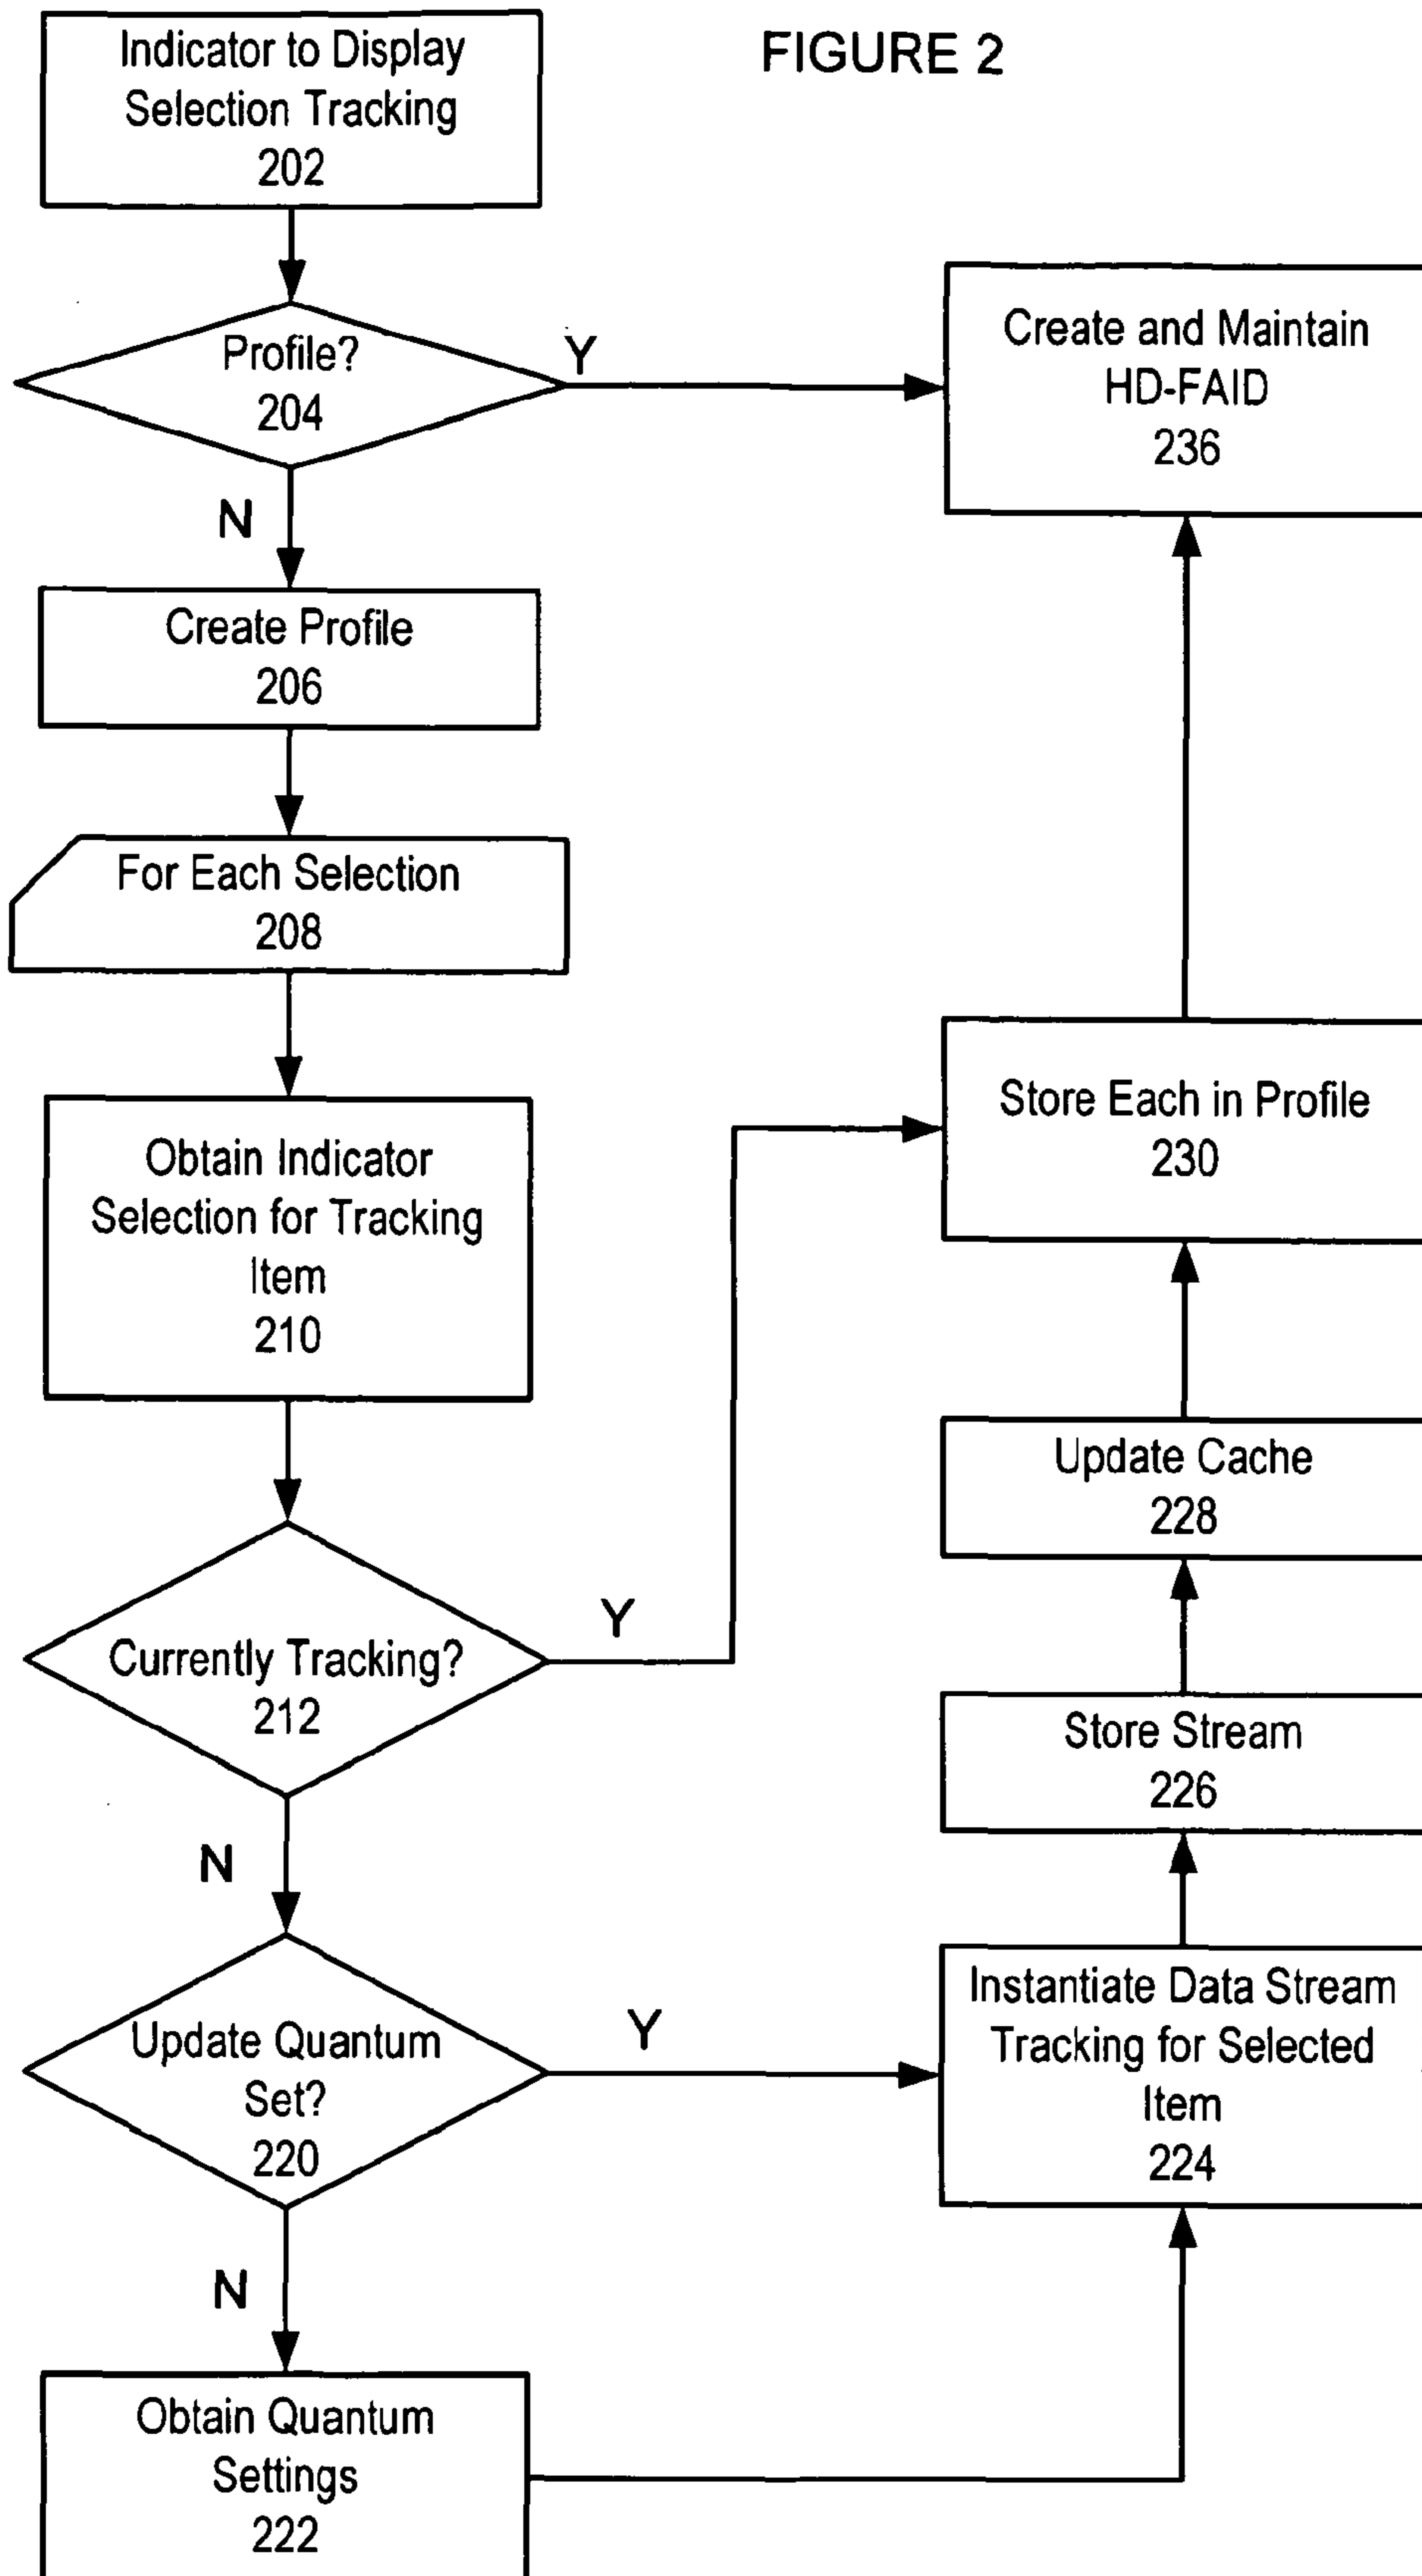 FIGURE 2
Indicator to Display
Selection Tracking
202
Profile?
204
Y
N
Create and Maintain
HD-FAID
236
Create Profile
206
For Each Selection
208
Obtain Indicator
Selection for Tracking
Item
210
Store Each in Profile
230
Currently Tracking?
212
Y
N
Update Cache
228
Store Stream
226
Update Quantum
Set?
220
Y
N
Instantiate Data Stream
Tracking for Selected
Item
224
Obtain Quantum
Settings
222